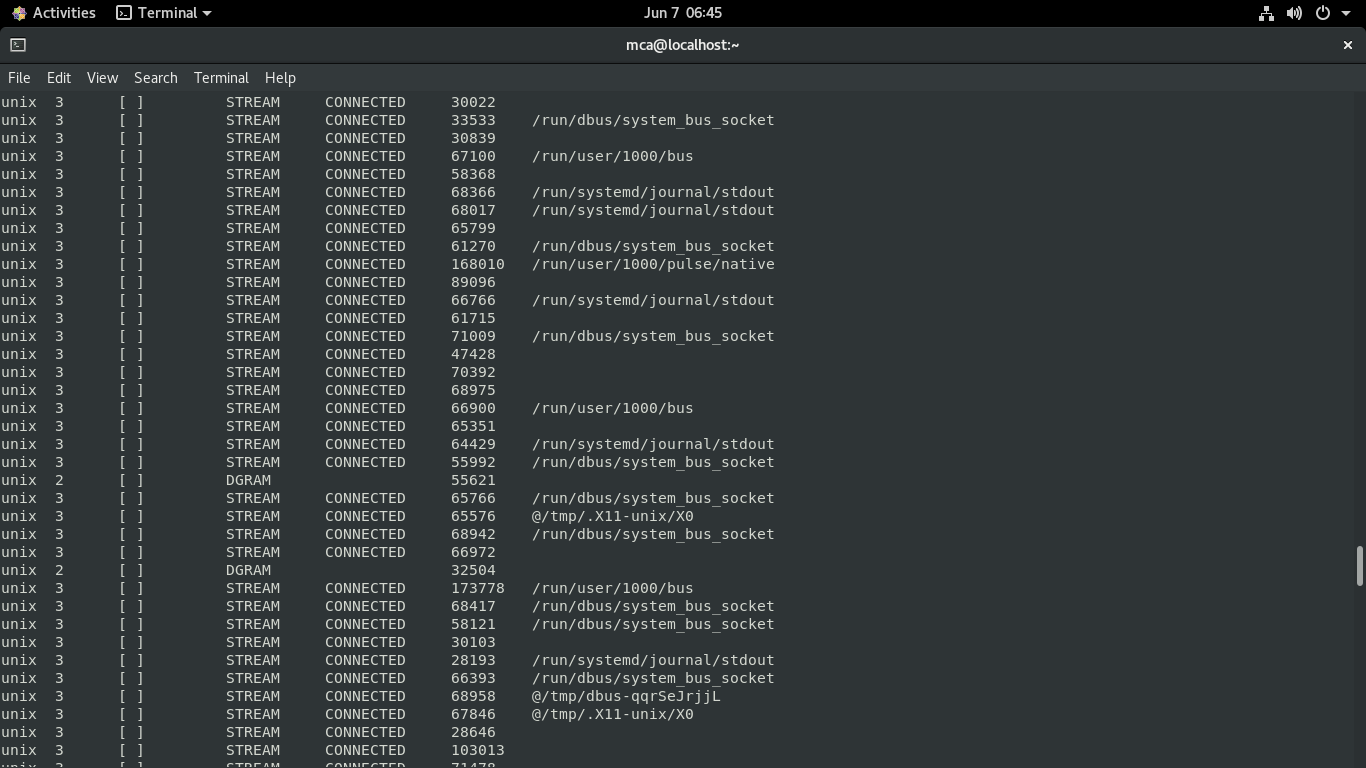 Activities Terminal Jun 7 06:45
mca@localhost:~ ×
File Edit View Search Terminal Help
unix 3 [ ] STREAM CONNECTED 30022
unix 3 [ ] STREAM CONNECTED 33533 /run/dbus/system_bus_socket
unix 3 [ ] STREAM CONNECTED 30839
unix 3 [ ] STREAM CONNECTED 67100 /run/user/1000/bus
unix 3 [ ] STREAM CONNECTED 58368
unix 3 [ ] STREAM CONNECTED 68366 /run/systemd/journal/stdout
unix 3 [ ] STREAM CONNECTED 68017 /run/systemd/journal/stdout
unix 3 [ ] STREAM CONNECTED 65799
unix 3 [ ] STREAM CONNECTED 61270 /run/dbus/system_bus_socket
unix 3 [ ] STREAM CONNECTED 168010 /run/user/1000/pulse/native
unix 3 [ ] STREAM CONNECTED 89096
unix 3 [ ] STREAM CONNECTED 66766 /run/systemd/journal/stdout
unix 3 [ ] STREAM CONNECTED 61715
unix 3 [ ] STREAM CONNECTED 71009 /run/dbus/system_bus_socket
unix 3 [ ] STREAM CONNECTED 47428
unix 3 [ ] STREAM CONNECTED 70392
unix 3 [ ] STREAM CONNECTED 68975
unix 3 [ ] STREAM CONNECTED 66900 /run/user/1000/bus
unix 3 [ ] STREAM CONNECTED 65351
unix 3 [ ] STREAM CONNECTED 64429 /run/systemd/journal/stdout
unix 3 [ ] STREAM CONNECTED 55992 /run/dbus/system_bus_socket
unix 2 [ ] DGRAM 55621
unix 3 [ ] STREAM CONNECTED 65766 /run/dbus/system_bus_socket
unix 3 [ ] STREAM CONNECTED 65576 @/tmp/.X11-unix/X0
unix 3 [ ] STREAM CONNECTED 68942 /run/dbus/system_bus_socket
unix 3 [ ] STREAM CONNECTED 66972
unix 2 [ ] DGRAM 32504
unix 3 [ ] STREAM CONNECTED 173778 /run/user/1000/bus
unix 3 [ ] STREAM CONNECTED 68417 /run/dbus/system_bus_socket
unix 3 [ ] STREAM CONNECTED 58121 /run/dbus/system_bus_socket
unix 3 [ ] STREAM CONNECTED 30103
unix 3 [ ] STREAM CONNECTED 28193 /run/systemd/journal/stdout
unix 3 [ ] STREAM CONNECTED 66393 /run/dbus/system_bus_socket
unix 3 [ ] STREAM CONNECTED 68958 @/tmp/dbus-qqrSeJrjjL
unix 3 [ ] STREAM CONNECTED 67846 @/tmp/.X11-unix/X0
unix 3 [ ] STREAM CONNECTED 28646
unix 3 [ ] STREAM CONNECTED 103013
unix 3 [ ] STREAM CONNECTED